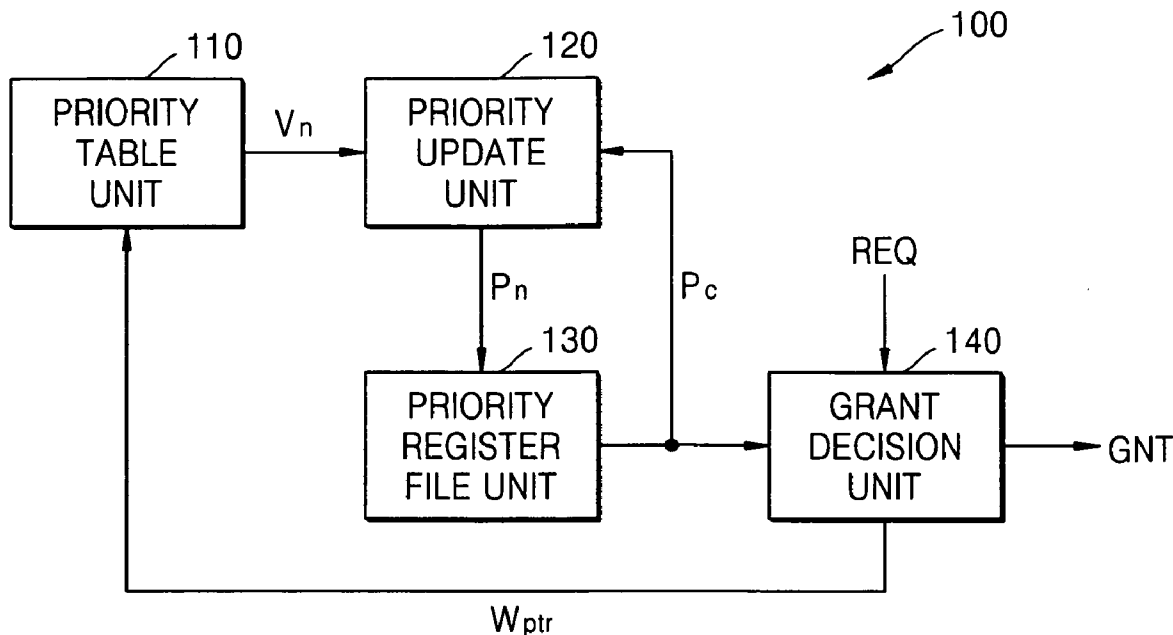 100
110
120
PRIORITY
TABLE
UNIT
Vn
PRIORITY
UPDATE
UNIT
REQ
Pn
Pc
130
140
PRIORITY
REGISTER
FILE UNIT
GRANT
DECISION
UNIT
GNT
Wptr